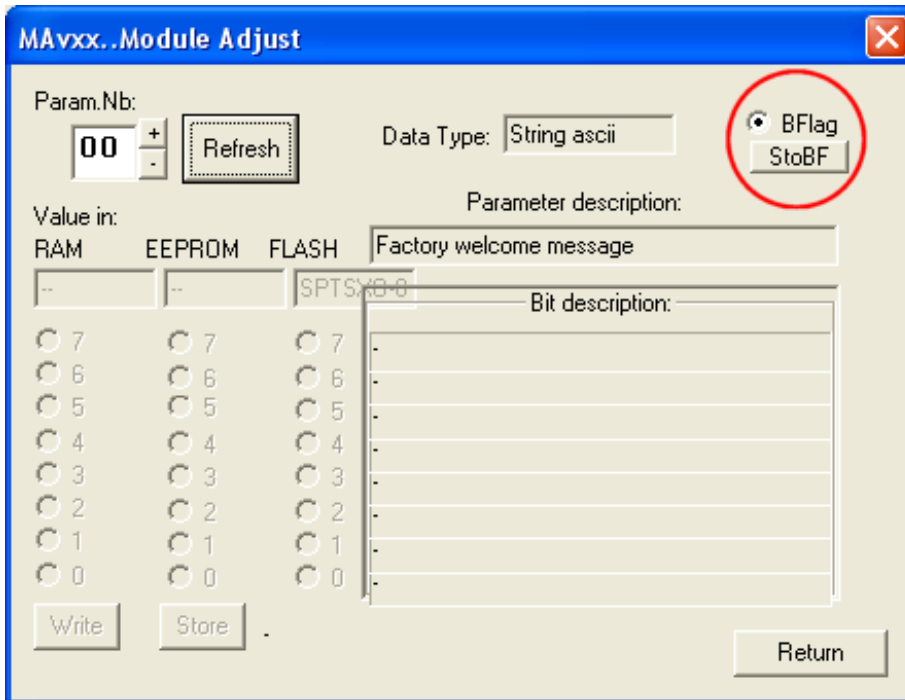 MAvxx..Module Adjust
Param.Nb:
00
+
-
Refresh
Data Type:
String ascii
BFlag
StoBF
Value in:
RAM EEPROM FLASH
-- --
Parameter description:
Factory welcome message
Bit description:
7 7 7 -
6 6 6 -
5 5 5 -
4 4 4 -
3 3 3 -
2 2 2 -
1 1 1 -
0 0 0 -
Write Store -
Return